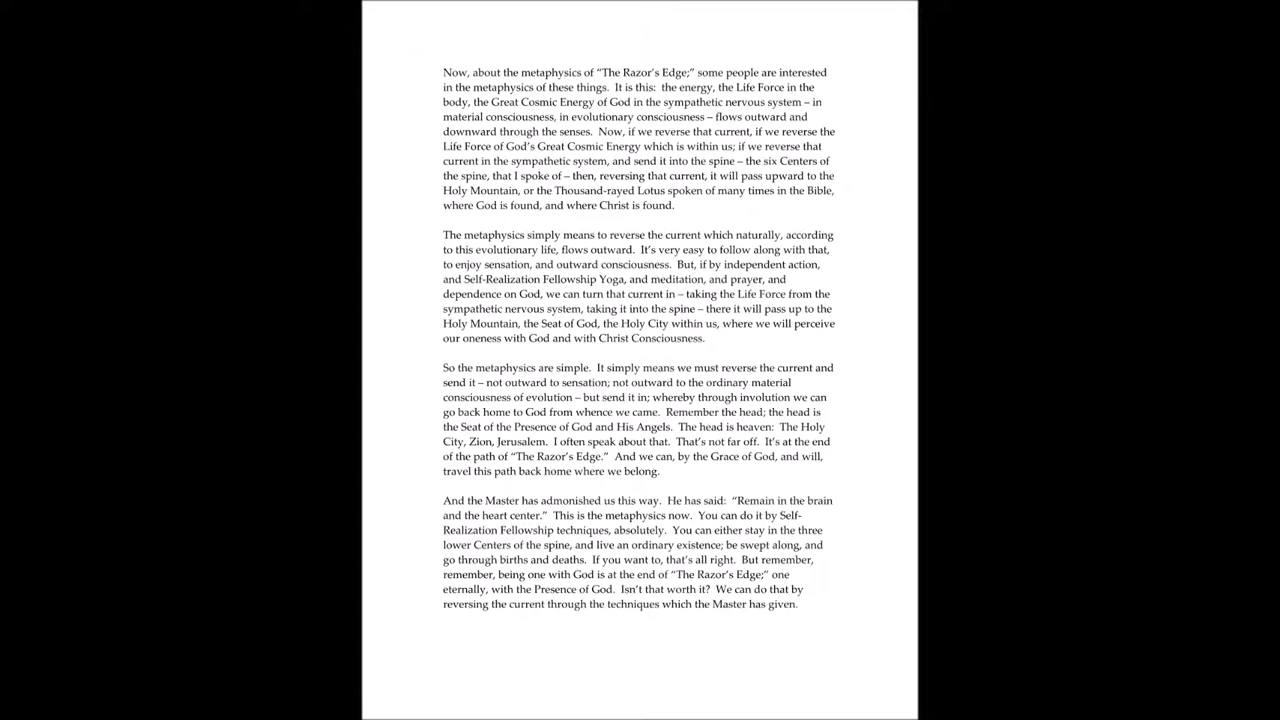 Now, about the metaphysics of “The Razor’s Edge;” some people are interested
in the metaphysics of these things.  It is this:  the energy, the Life Force in the
body, the Great Cosmic Energy of God in the sympathetic nervous system – in
material consciousness, in evolutionary consciousness – flows outward and
downward through the senses.  Now, if we reverse that current, if we reverse the
Life Force of God’s Great Cosmic Energy which is within us; if we reverse that
current in the sympathetic system, and send it into the spine – the six Centers of
the spine, that I spoke of – then, reversing that current, it will pass upward to the
Holy Mountain, or the Thousand-rayed Lotus spoken of many times in the Bible,
where God is found, and where Christ is found.

The metaphysics simply means to reverse the current which naturally, according
to this evolutionary life, flows outward.  It’s very easy to follow along with that,
to enjoy sensation, and outward consciousness.  But, if by independent action,
and Self-Realization Fellowship Yoga, and meditation, and prayer, and
dependence on God, we can turn that current in – taking the Life Force from the
sympathetic nervous system, taking it into the spine – there it will pass up to the
Holy Mountain, the Seat of God, the Holy City within us, where we will perceive
our oneness with God and with Christ Consciousness.

So the metaphysics are simple.  It simply means we must reverse the current and
send it – not outward to sensation; not outward to the ordinary material
consciousness of evolution – but send it in; whereby through involution we can
go back home to God from whence we came.  Remember the head; the head is
the Seat of the Presence of God and His Angels.  The head is heaven:  The Holy
City, Zion, Jerusalem.  I often speak about that.  That’s not far off.  It’s at the end
of the path of “The Razor’s Edge.”  And we can, by the Grace of God, and will,
travel this path back home where we belong.

And the Master has admonished us this way.  He has said:  “Remain in the brain
and the heart center.”  This is the metaphysics now.  You can do it by Self-
Realization Fellowship techniques, absolutely.  You can either stay in the three
lower Centers of the spine, and live an ordinary existence; be swept along, and
go through births and deaths.  If you want to, that’s all right.  But remember,
remember, being one with God is at the end of “The Razor’s Edge;” one
eternally, with the Presence of God.  Isn’t that worth it?  We can do that by
reversing the current through the techniques which the Master has given.